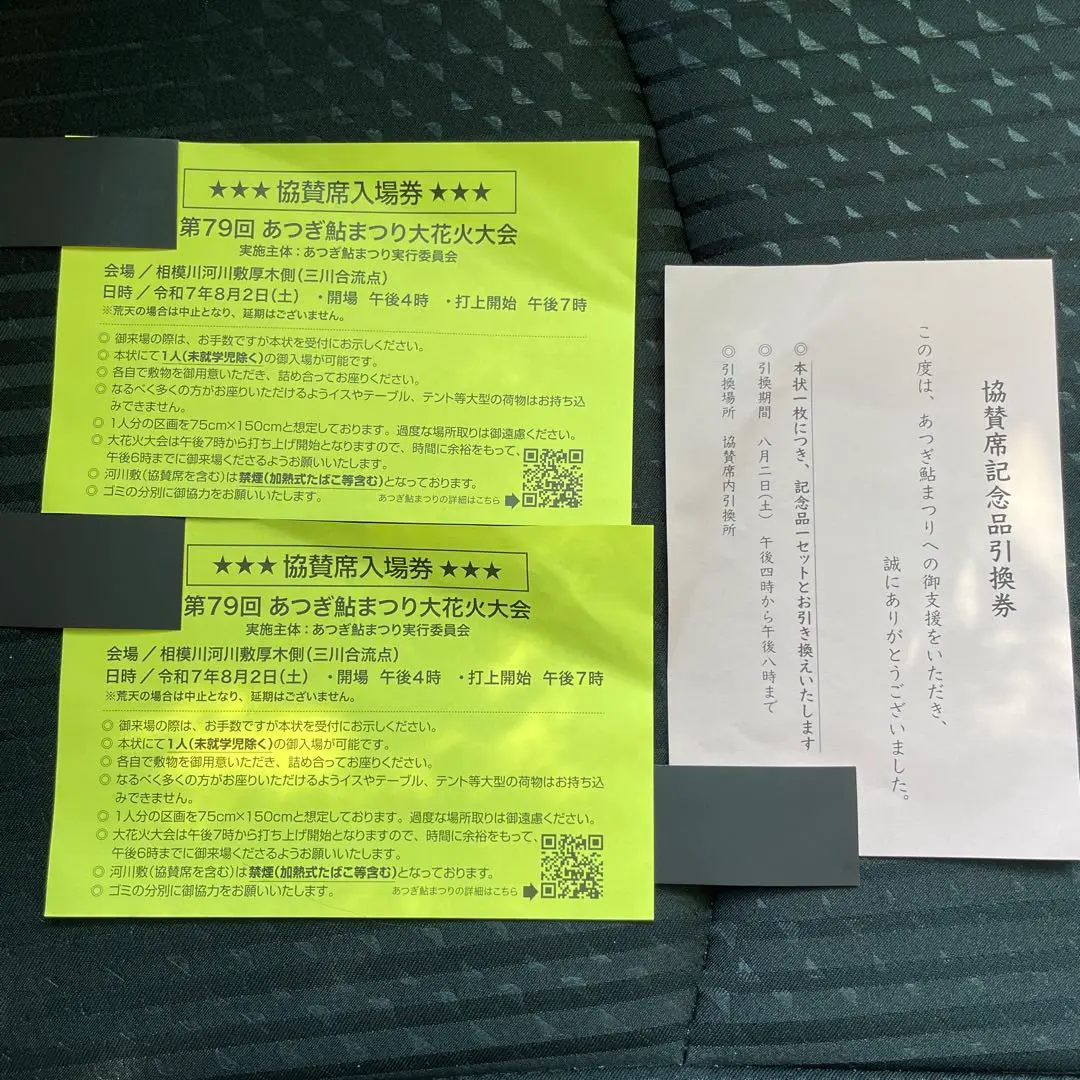 ★★★ 協賛席入場券 ★★★
第79回 あつぎ鮎まつり大花火大会
実施主体：あつぎ鮎まつり実行委員会
会場／相模川河川敷厚木側(三川合流点)
日時／令和7年8月2日(土) ・開場 午後4時 ・打上開始 午後7時
※荒天の場合は中止となり、延期はございません。
◎ 御来場の際は、お手数ですが本状を受付にお示しください。
◎ 本状にて1人(未就学児除く)の御入場が可能です。
◎ 各自で敷物を御用意いただき、詰め合ってお座りください。
◎ なるべく多くの方がお座りいただけるようイスやテーブル、テント等大型の荷物はお持ち込
みできません。
◎ 1人分の区画を75cm×150cmと想定しております。過度な場所取りは御遠慮ください。
◎ 大花火大会は午後7時から打ち上げ開始となりますので、時間に余裕をもって、
午後6時までに御来場くださるようお願いいたします。
◎ 河川敷(協賛席を含む)は禁煙(加熱式たばこ等含む)となっております。
◎ ゴミの分別に御協力をお願いいたします。
あつぎ鮎まつりの詳細はこちら
★★★ 協賛席入場券 ★★★
第79回 あつぎ鮎まつり大花火大会
実施主体：あつぎ鮎まつり実行委員会
会場／相模川河川敷厚木側(三川合流点)
日時／令和7年8月2日(土) ・開場 午後4時 ・打上開始 午後7時
※荒天の場合は中止となり、延期はございません。
◎ 御来場の際は、お手数ですが本状を受付にお示しください。
◎ 本状にて1人(未就学児除く)の御入場が可能です。
◎ 各自で敷物を御用意いただき、詰め合ってお座りください。
◎ なるべく多くの方がお座りいただけるようイスやテーブル、テント等大型の荷物はお持ち込
みできません。
◎ 1人分の区画を75cm×150cmと想定しております。過度な場所取りは御遠慮ください。
◎ 大花火大会は午後7時から打ち上げ開始となりますので、時間に余裕をもって、
午後6時までに御来場くださるようお願いいたします。
◎ 河川敷(協賛席を含む)は禁煙(加熱式たばこ等含む)となっております。
◎ ゴミの分別に御協力をお願いいたします。
あつぎ鮎まつりの詳細はこちら
協賛席記念品引換券
この度は、あつぎ鮎まつりへの御支援をいただき、
誠にありがとうございました。
◎本状一枚につき、記念品一セットとお引き換えいたします
◎引換期間 八月二日(土) 午後四時から午後八時まで
◎引換場所 協賛席内引換所